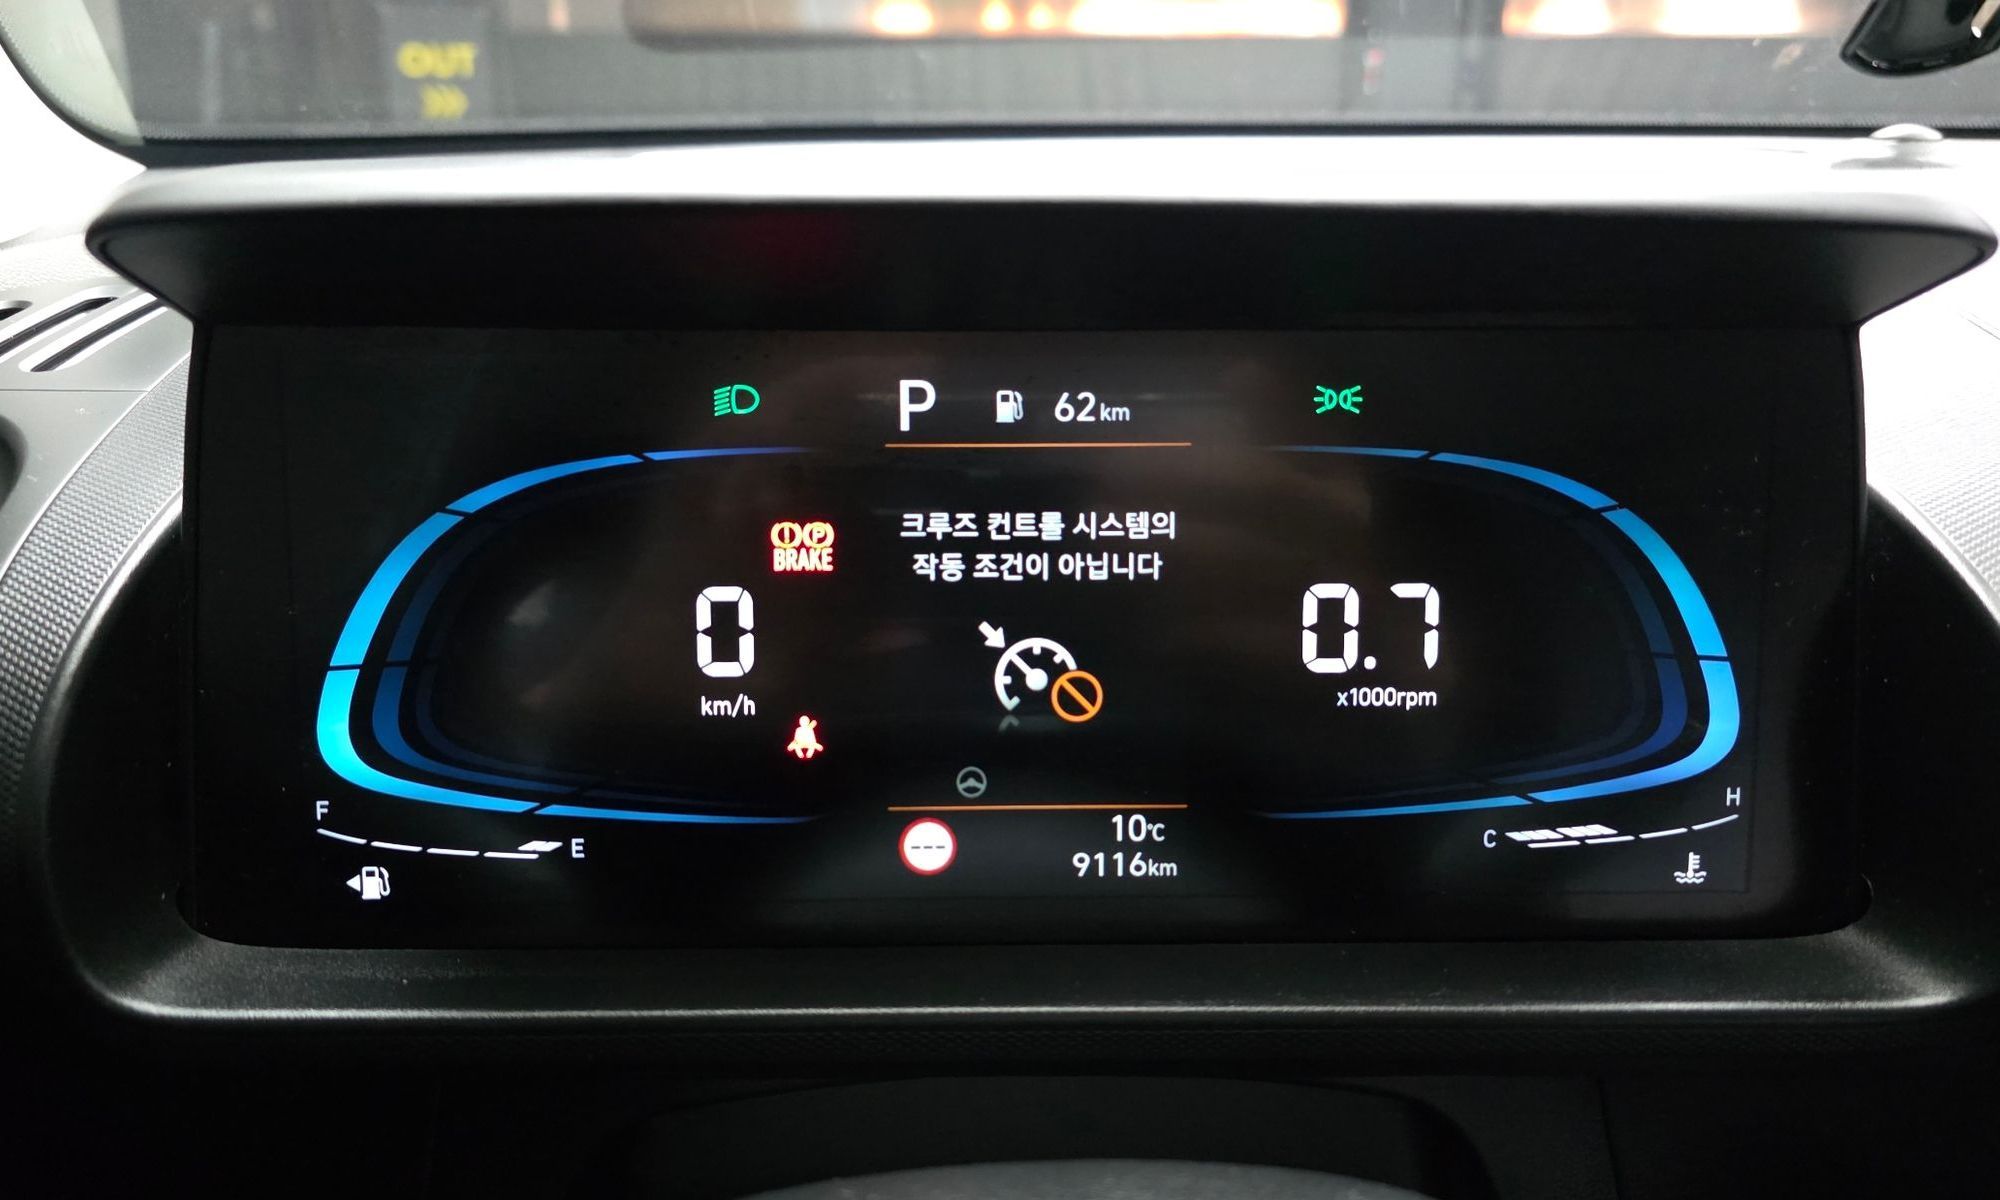 OUT
P 62km
크루즈 컨트롤 시스템의
작동 조건이 아닙니다
BRAKE
0
km/h
0.7
x1000rpm
F
E
C
H
10℃
9116km